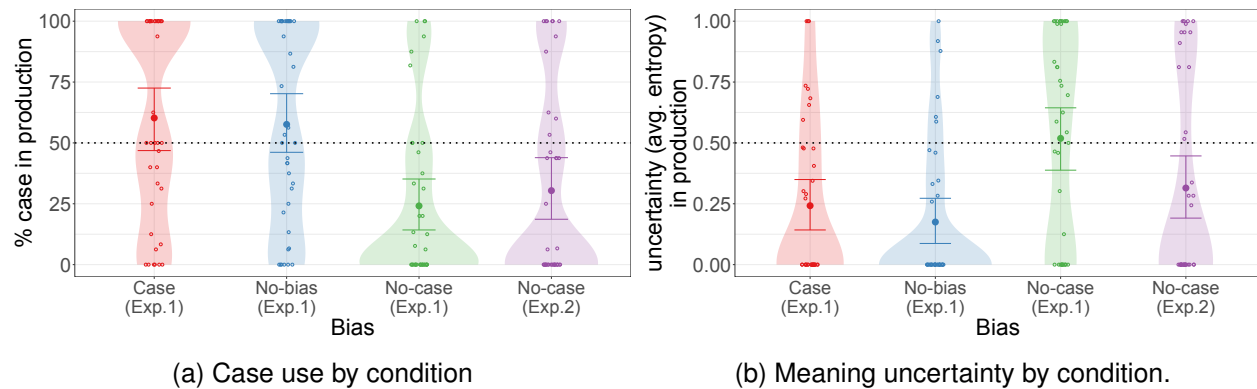 % case in production
100
75
50
25
0
Case
(Exp.1)
No-bias
(Exp.1)
No-case
(Exp.1)
No-case
(Exp.2)
Bias
(a) Case use by condition
uncertainty (avg. entropy)
in production
1.00
0.75
0.50
0.25
0.00
Case
(Exp.1)
No-bias
(Exp.1)
No-case
(Exp.1)
No-case
(Exp.2)
Bias
(b) Meaning uncertainty by condition.